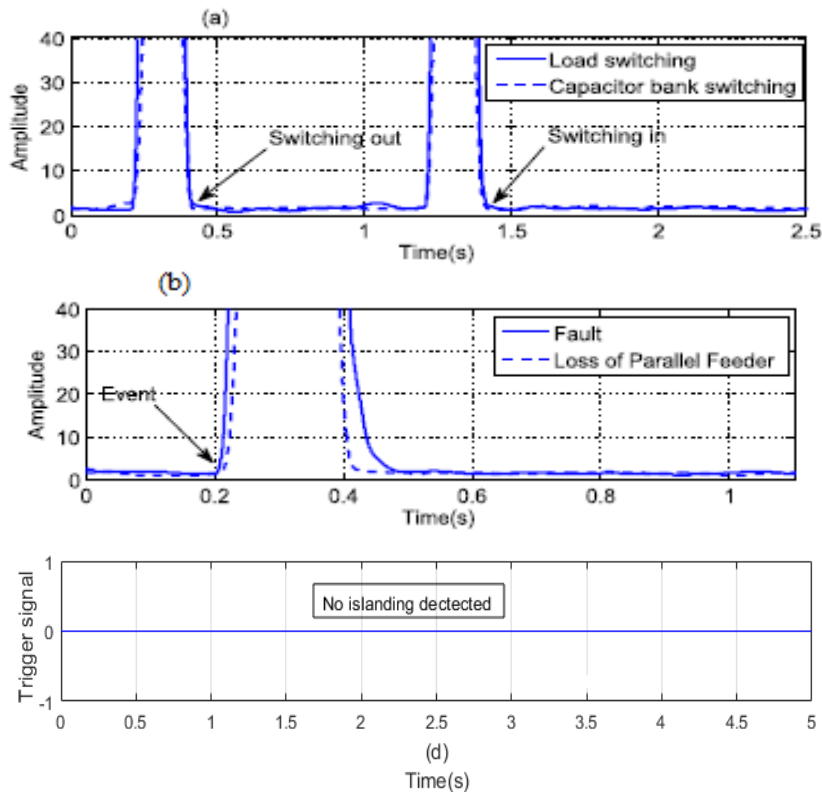 (a)
40
30
20
10
0
Amplitude
Load switching
Capacitor bank switching
Switching out
Switching in
0 0.5 1 1.5 2 2.5
Time(s)
(b)
40
30
20
10
0
Amplitude
Fault
Loss of Parallel Feeder
Event
0 0.2 0.4 0.6 0.8 1
Time(s)
1
0
-1
Trigger signal
No islanding dectected
0 0.5 1 1.5 2 2.5 3 3.5 4 4.5 5
(d)
Time(s)